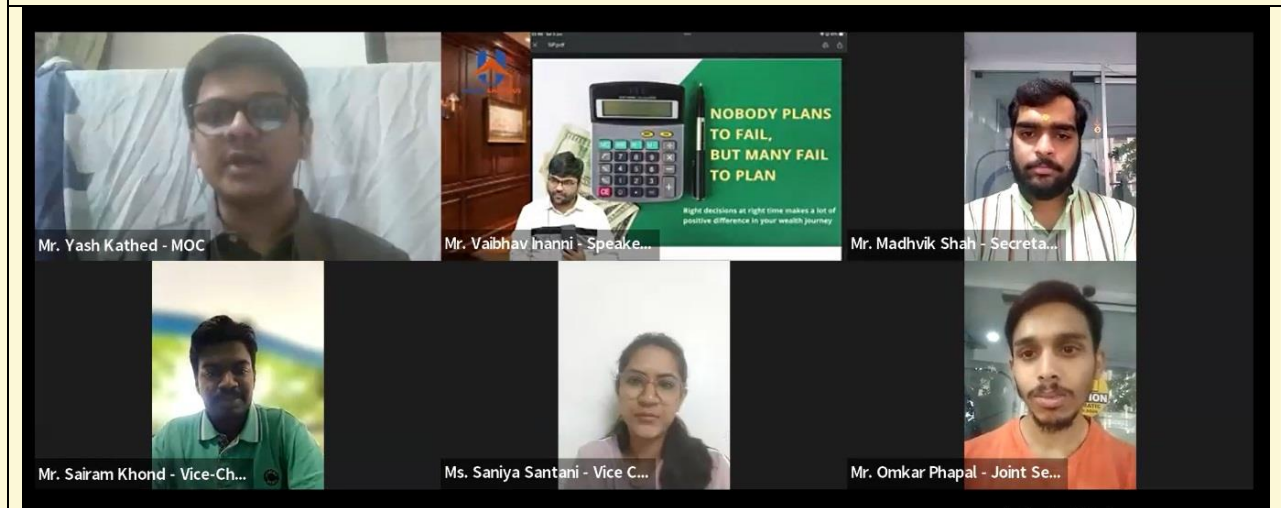 NOBODY PLANS
TO FAIL,
BUT MANY FAIL
TO PLAN
Right decisions at right time makes a lot of
positive difference in your wealth journey
Mr. Yash Kathed - MOC
Mr. Vaibhav Inanni - Speake...
Mr. Madhvik Shah - Secreta...
Mr. Sairam Khond - Vice-Ch...
Ms. Saniya Santani - Vice C...
Mr. Omkar Phapal - Joint Se...